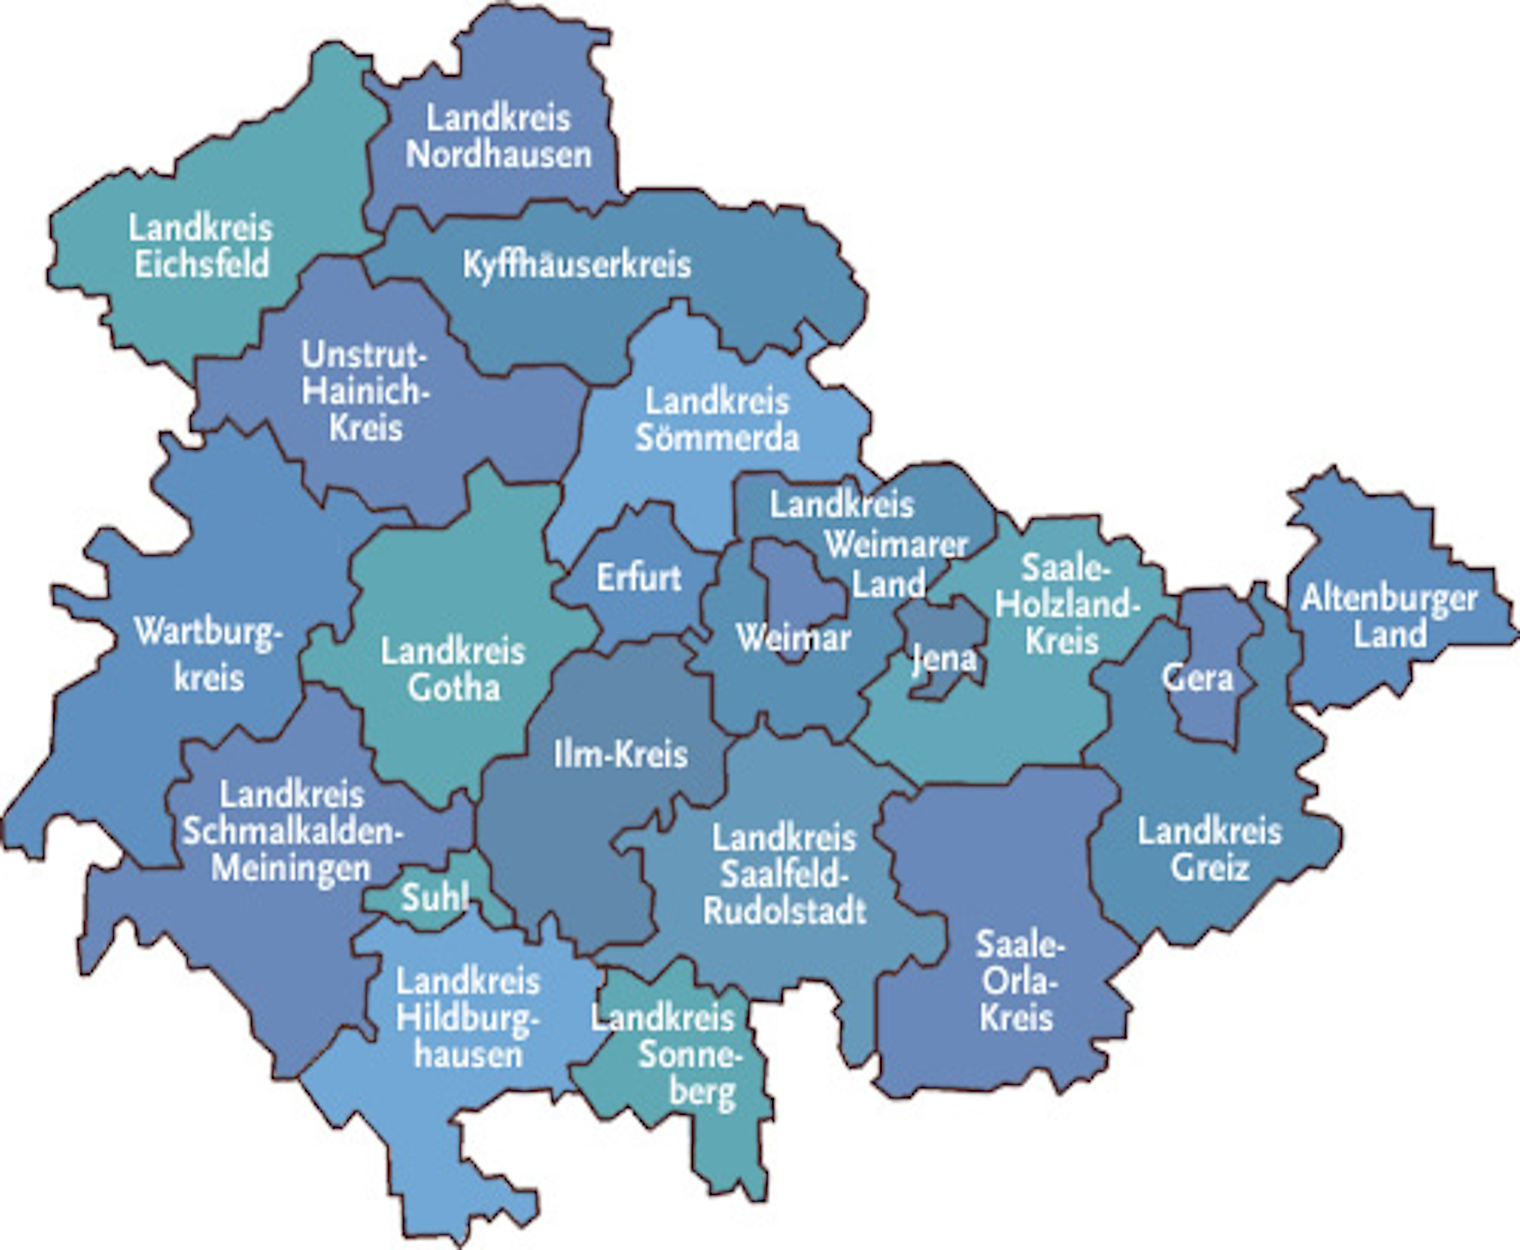 Landkreis
Nordhausen
Landkreis
Eichsfeld
Kyffhäuserkreis
Unstrut-
Hainich-
Kreis
Landkreis
Sömmerda
Landkreis
Weimarer
Land
Erfurt
Saale-
Holzland-
Kreis
Altenburger
Land
Wartburg-
kreis
Landkreis
Gotha
Weimar
Jena
Gera
Ilm-Kreis
Landkreis
Schmalkalden-
Meiningen
Landkreis
Saalfeld-
Rudolstadt
Landkreis
Greiz
Suhl
Saale-
Orla-
Kreis
Landkreis
Hildburg-
hausen
Landkreis
Sonne-
berg